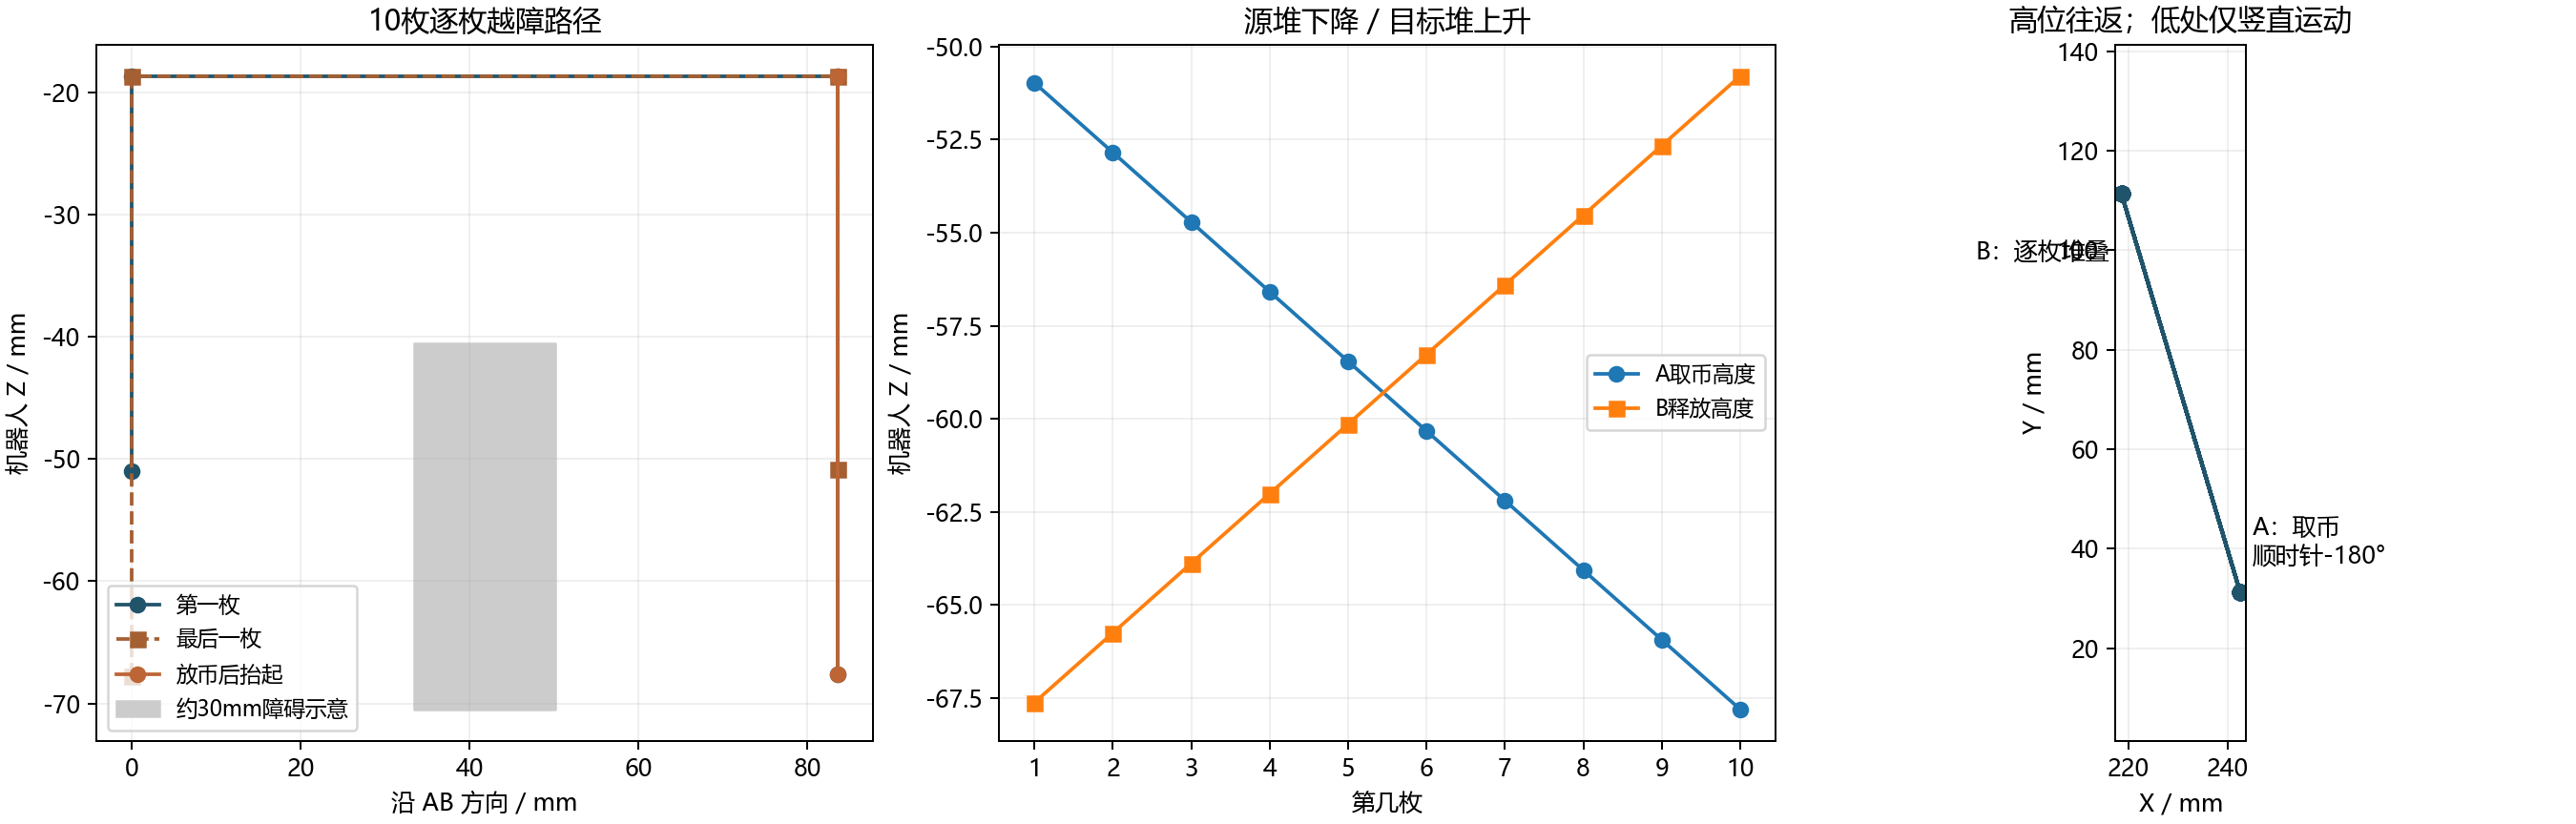 10枚逐枚越障路径
机器人 Z / mm
-20
-30
-40
-50
-60
-70
第一枚
最后一枚
放币后抬起
约30mm障碍示意
0
20
40
60
80
沿 AB 方向 / mm
源堆下降 / 目标堆上升
机器人 Z / mm
-50.0
-52.5
-55.0
-57.5
-60.0
-62.5
-65.0
-67.5
A取币高度
B释放高度
1
2
3
4
5
6
7
8
9
10
第几枚
高位往返；低处仅竖直运动
Y / mm
140
120
B：逐枚堆叠
100
80
60
40
20
A：取币
顺时针-180°
220
240
X / mm